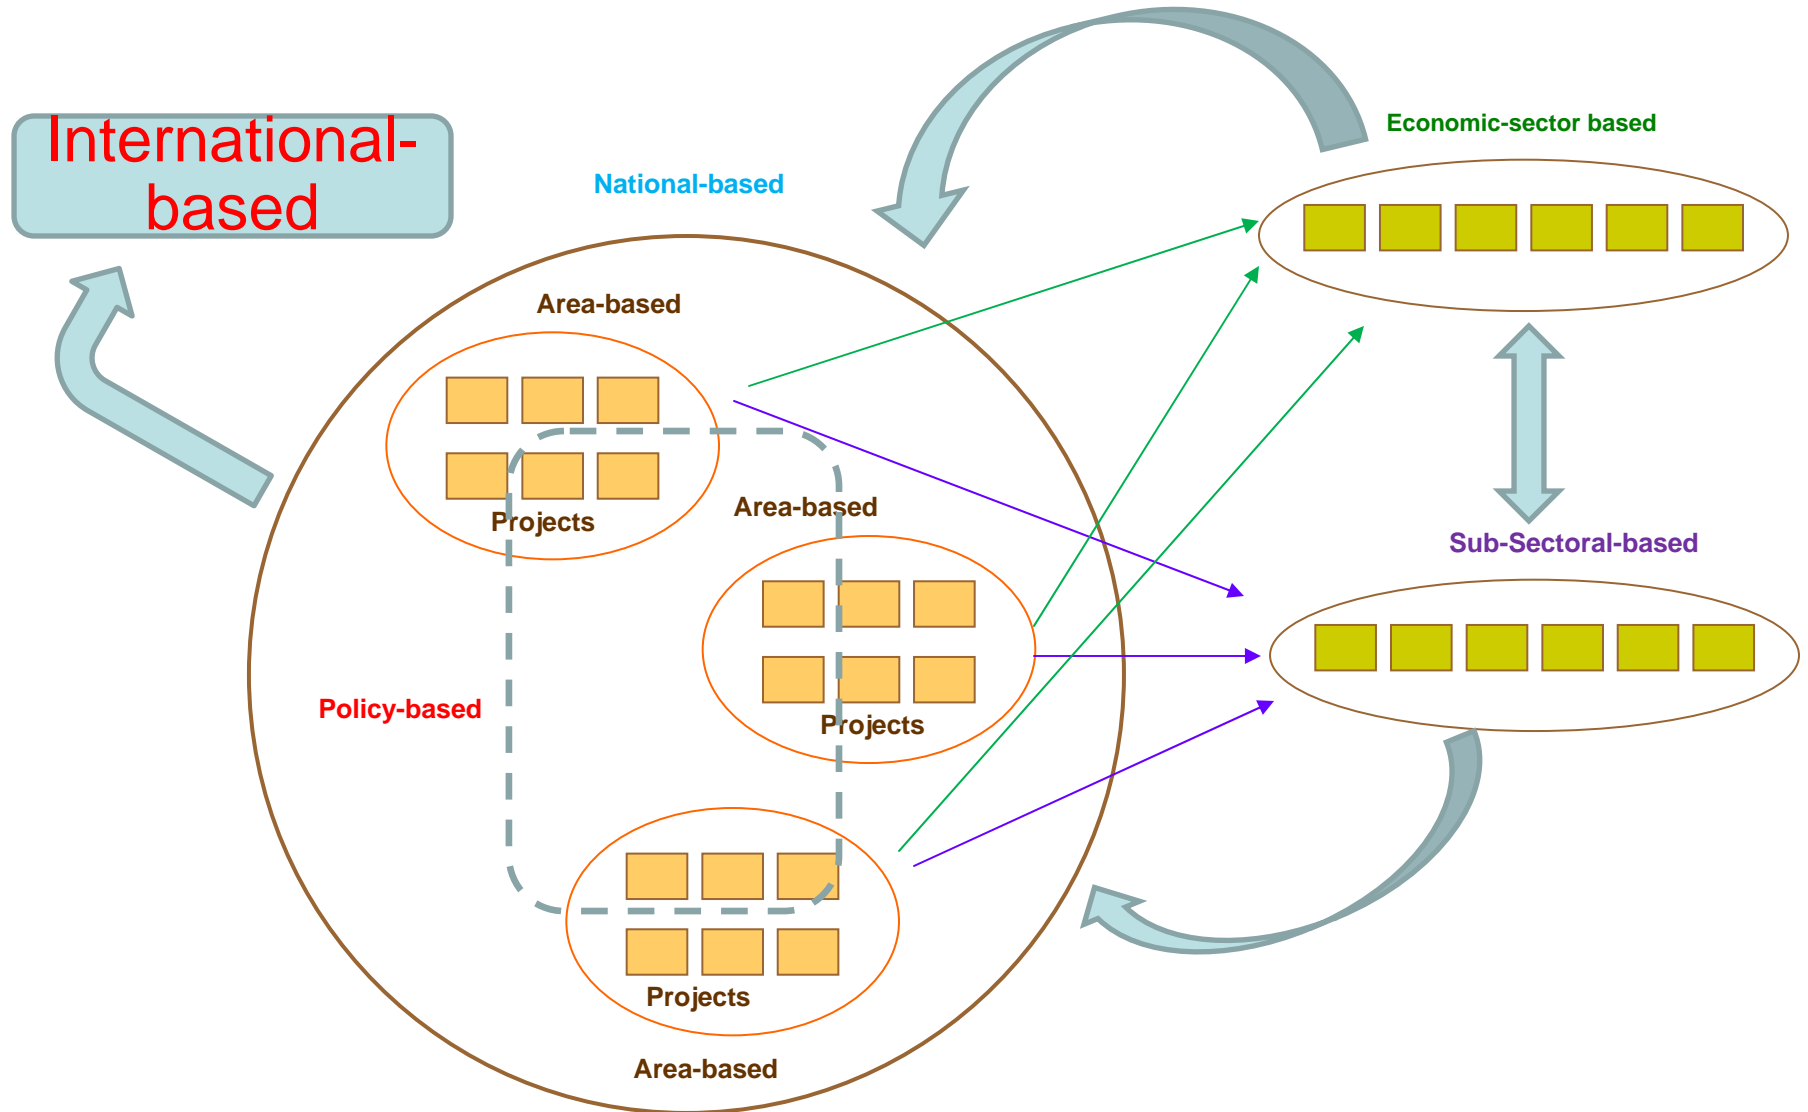 International-
based
Economic-sector based
National-based
Area-based
Projects
Area-based
Sub-Sectoral-based
Policy-based
Projects
Projects
Area-based